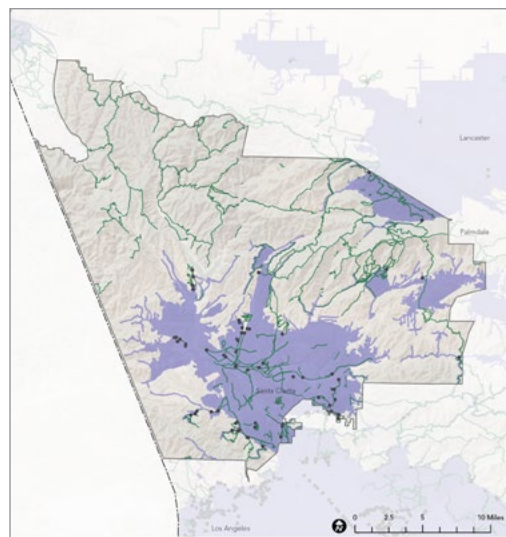 Lancaster
Palmdale
Santa Clarita
Los Angeles
0 2.5 5 10 Miles